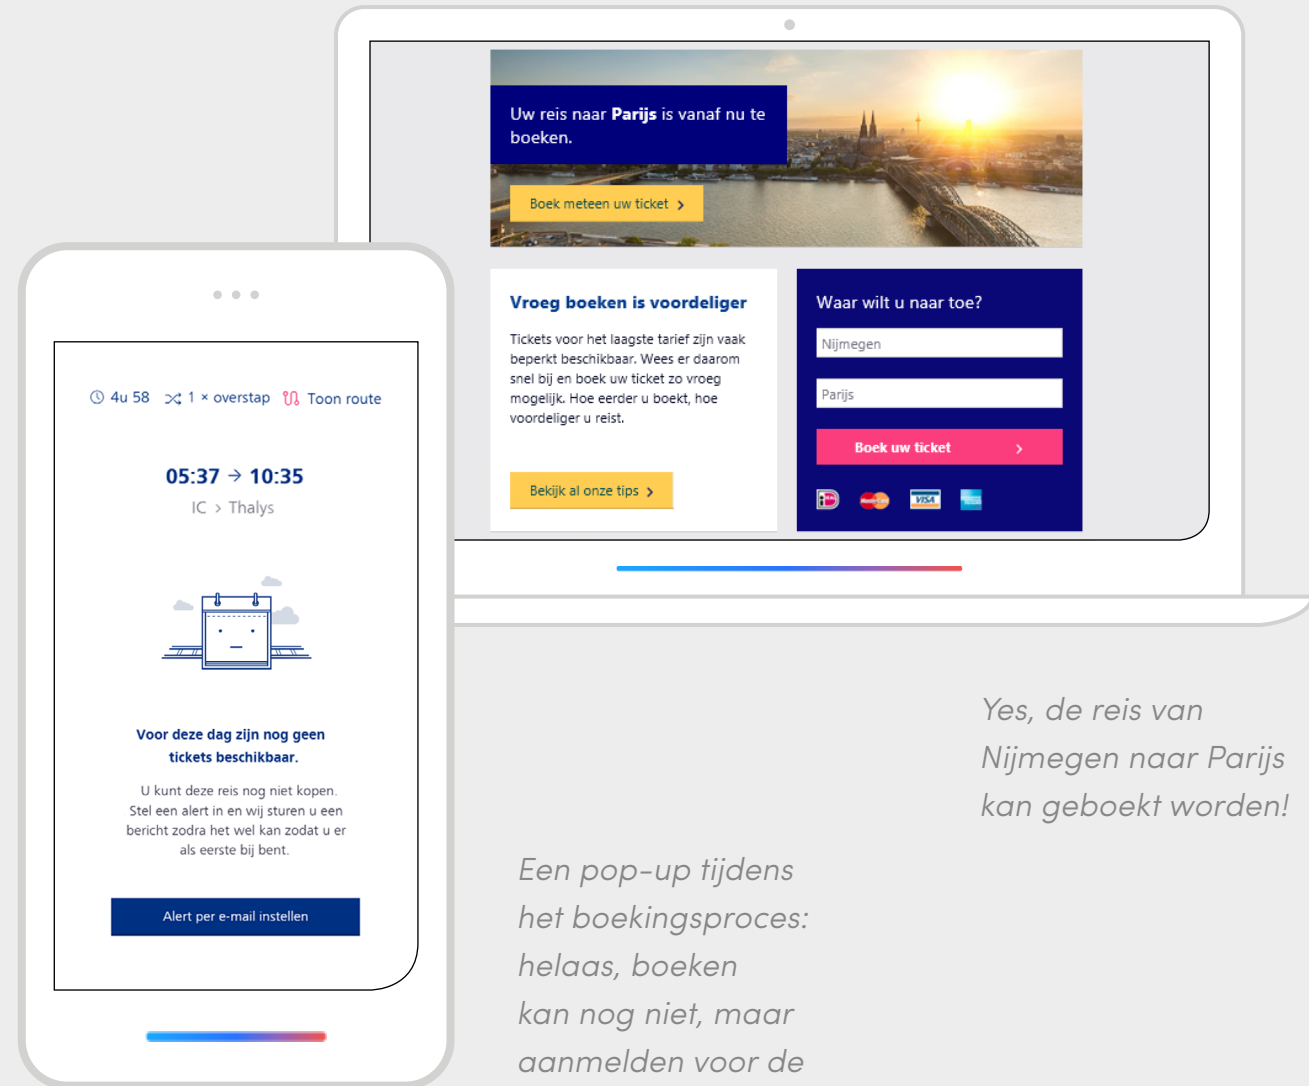 Uw reis naar Parijs is vanaf nu te
boeken.
Boek meteen uw ticket
Vroeg boeken is voordeliger
Tickets voor het laagste tarief zijn vaak
beperkt beschikbaar. Wees er daarom
snel bij en boek uw ticket zo vroeg
mogelijk. Hoe eerder u boekt, hoe
voordeliger u reist.
Bekijk al onze tips
Waar wilt u naar toe?
Nijmegen
Parijs
Boek uw ticket
iDEAL
MasterCard
VISA
4u 58 1 × overstap Toon route
05:37 → 10:35
IC > Thalys
Voor deze dag zijn nog geen
tickets beschikbaar.
U kunt deze reis nog niet kopen.
Stel een alert in en wij sturen u een
bericht zodra het wel kan zodat u er
als eerste bij bent.
Alert per e-mail instellen
Yes, de reis van
Nijmegen naar Parijs
kan geboekt worden!
Een pop-up tijdens
het boekingsproces:
helaas, boeken
kan nog niet, maar
aanmelden voor de